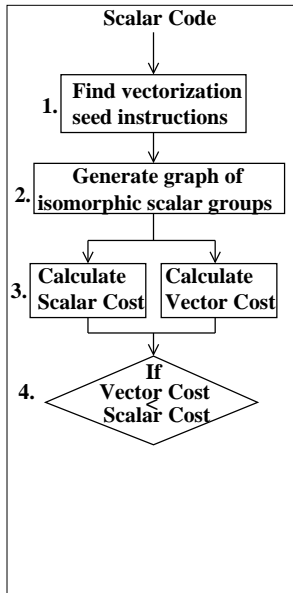 Scalar Code
1.
Find vectorization
seed instructions
2.
Generate graph of
isomorphic scalar groups
3.
Calculate
Scalar Cost
Calculate
Vector Cost
4.
If
Vector Cost
<
Scalar Cost